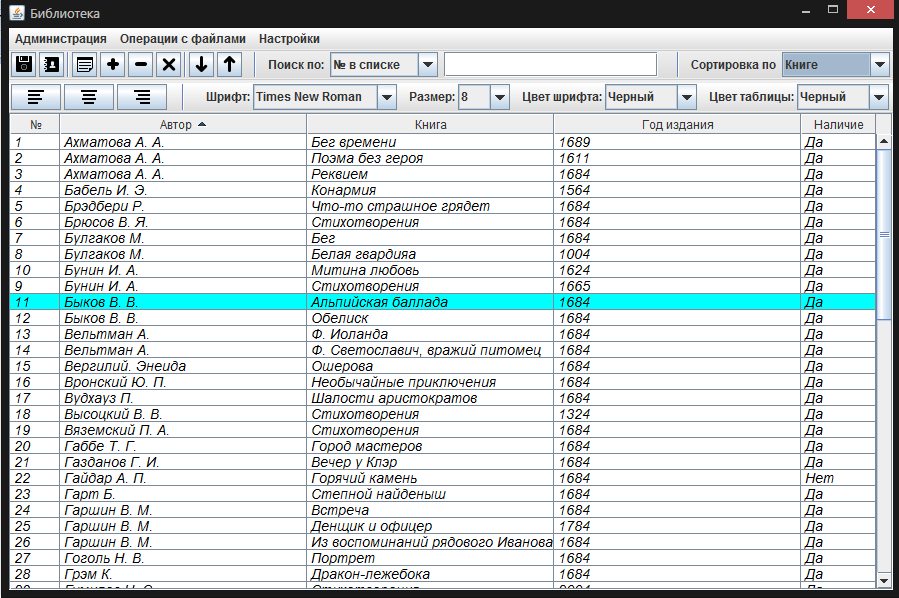 Библиотека
Администрация Операции с файлами Настройки
Поиск по: № в списке Сортировка по Книге
Шрифт: Times New Roman Размер: 8 Цвет шрифта: Черный Цвет таблицы: Черный
№ Автор Книга Год издания Наличие
1 Ахматова А. А. Бег времени 1689 Да
2 Ахматова А. А. Поэма без героя 1611 Да
3 Ахматова А. А. Реквием 1684 Да
4 Бабель И. Э. Конармия 1564 Да
5 Брэдбери Р. Что-то страшное грядет 1684 Да
6 Брюсов В. Я. Стихотворения 1684 Да
7 Булгаков М. Бег 1684 Да
8 Булгаков М. Белая гвардияа 1004 Да
10 Бунин И. А. Митина любовь 1624 Да
9 Бунин И. А. Стихотворения 1665 Да
11 Быков В. В. Альпийская баллада 1684 Да
12 Быков В. В. Обелиск 1684 Да
13 Вельтман А. Ф. Иоланда 1684 Да
14 Вельтман А. Ф. Светославич, вражий питомец 1684 Да
15 Вергилий. Энеида Ошерова 1684 Да
16 Вронский Ю. П. Необычайные приключения 1684 Да
17 Вудхауз П. Шалости аристократов 1684 Да
18 Высоцкий В. В. Стихотворения 1324 Да
19 Вяземский П. А. Стихотворения 1684 Да
20 Габбе Т. Г. Город мастеров 1684 Да
21 Газданов Г. И. Вечер у Клэр 1684 Да
22 Гайдар А. П. Горячий камень 1684 Нет
23 Гарт Б. Степной найденыш 1684 Да
24 Гаршин В. М. Встреча 1684 Да
25 Гаршин В. М. Денщик и офицер 1784 Да
26 Гаршин В. М. Из воспоминаний рядового Иванова 1684 Да
27 Гоголь Н. В. Портрет 1684 Да
28 Грэм К. Дракон-лежебока 1684 Да